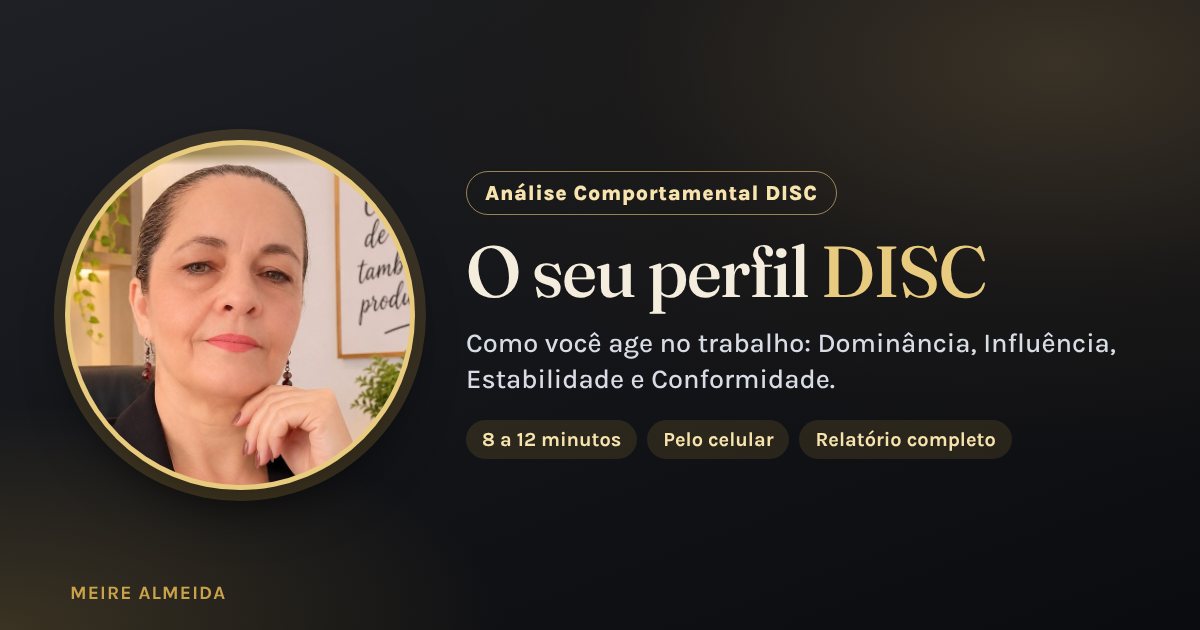 Análise Comportamental DISC
O seu perfil DISC
Como você age no trabalho: Dominância, Influência,
Estabilidade e Conformidade.
8 a 12 minutos
Pelo celular
Relatório completo
de
MEIRE ALMEIDA